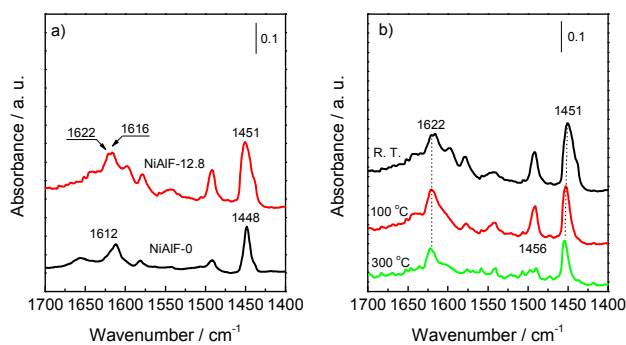 a)
0.1
1622
1616
1451
NiAlF-12.8
1612
1448
NiAlF-0
Absorbance / a. u.
1700 1650 1600 1550 1500 1450 1400
Wavenumber / cm⁻¹
b)
0.1
1622
1451
R. T.
100 °C
1456
300 °C
Absorbance / a. u.
1700 1650 1600 1550 1500 1450 1400
Wavenumber / cm⁻¹